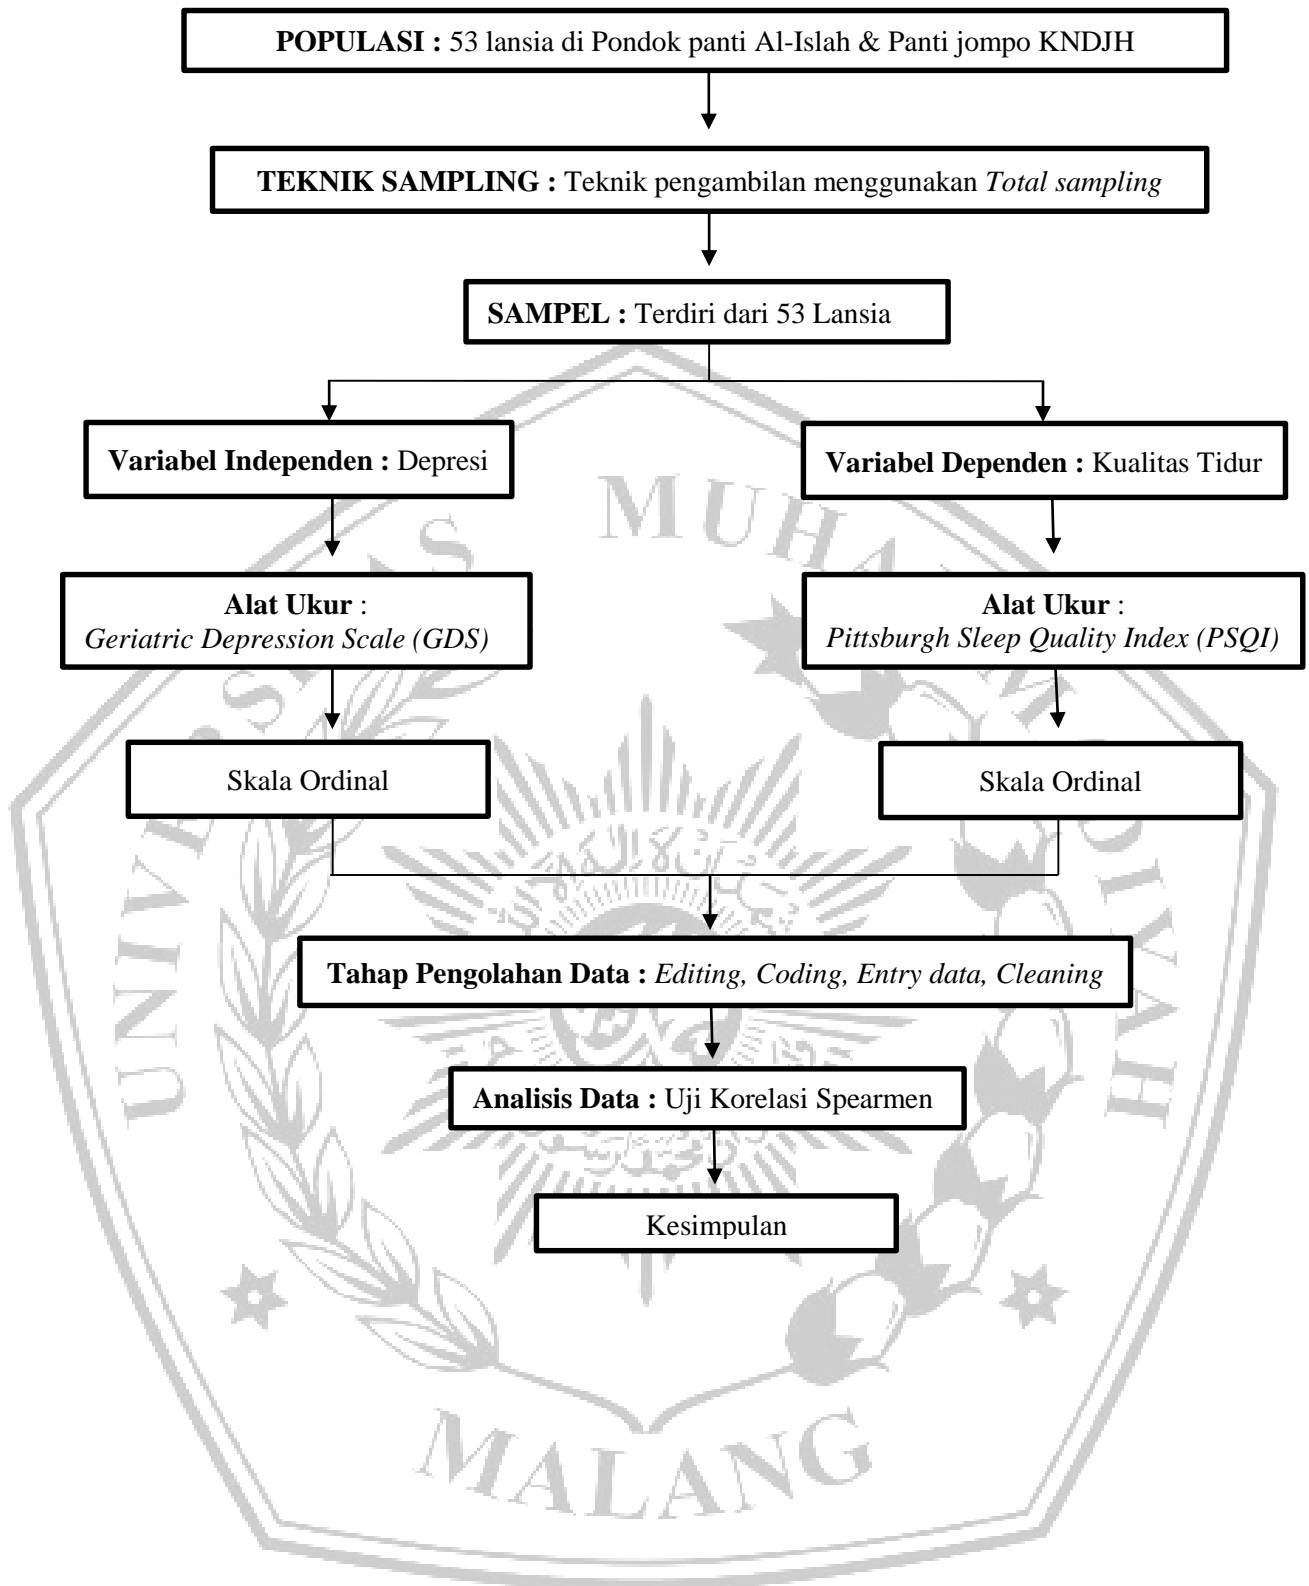 POPULASI : 53 lansia di Pondok panti Al-Islah & Panti jompo KNDJH
TEKNIK SAMPLING : Teknik pengambilan menggunakan Total sampling
SAMPEL : Terdiri dari 53 Lansia
Variabel Independen : Depresi
Variabel Dependen : Kualitas Tidur
Alat Ukur :
Geriatric Depression Scale (GDS)
Alat Ukur :
Pittsburgh Sleep Quality Index (PSQI)
Skala Ordinal
Skala Ordinal
Tahap Pengolahan Data : Editing, Coding, Entry data, Cleaning
Analisis Data : Uji Korelasi Spearmen
Kesimpulan
MALANG